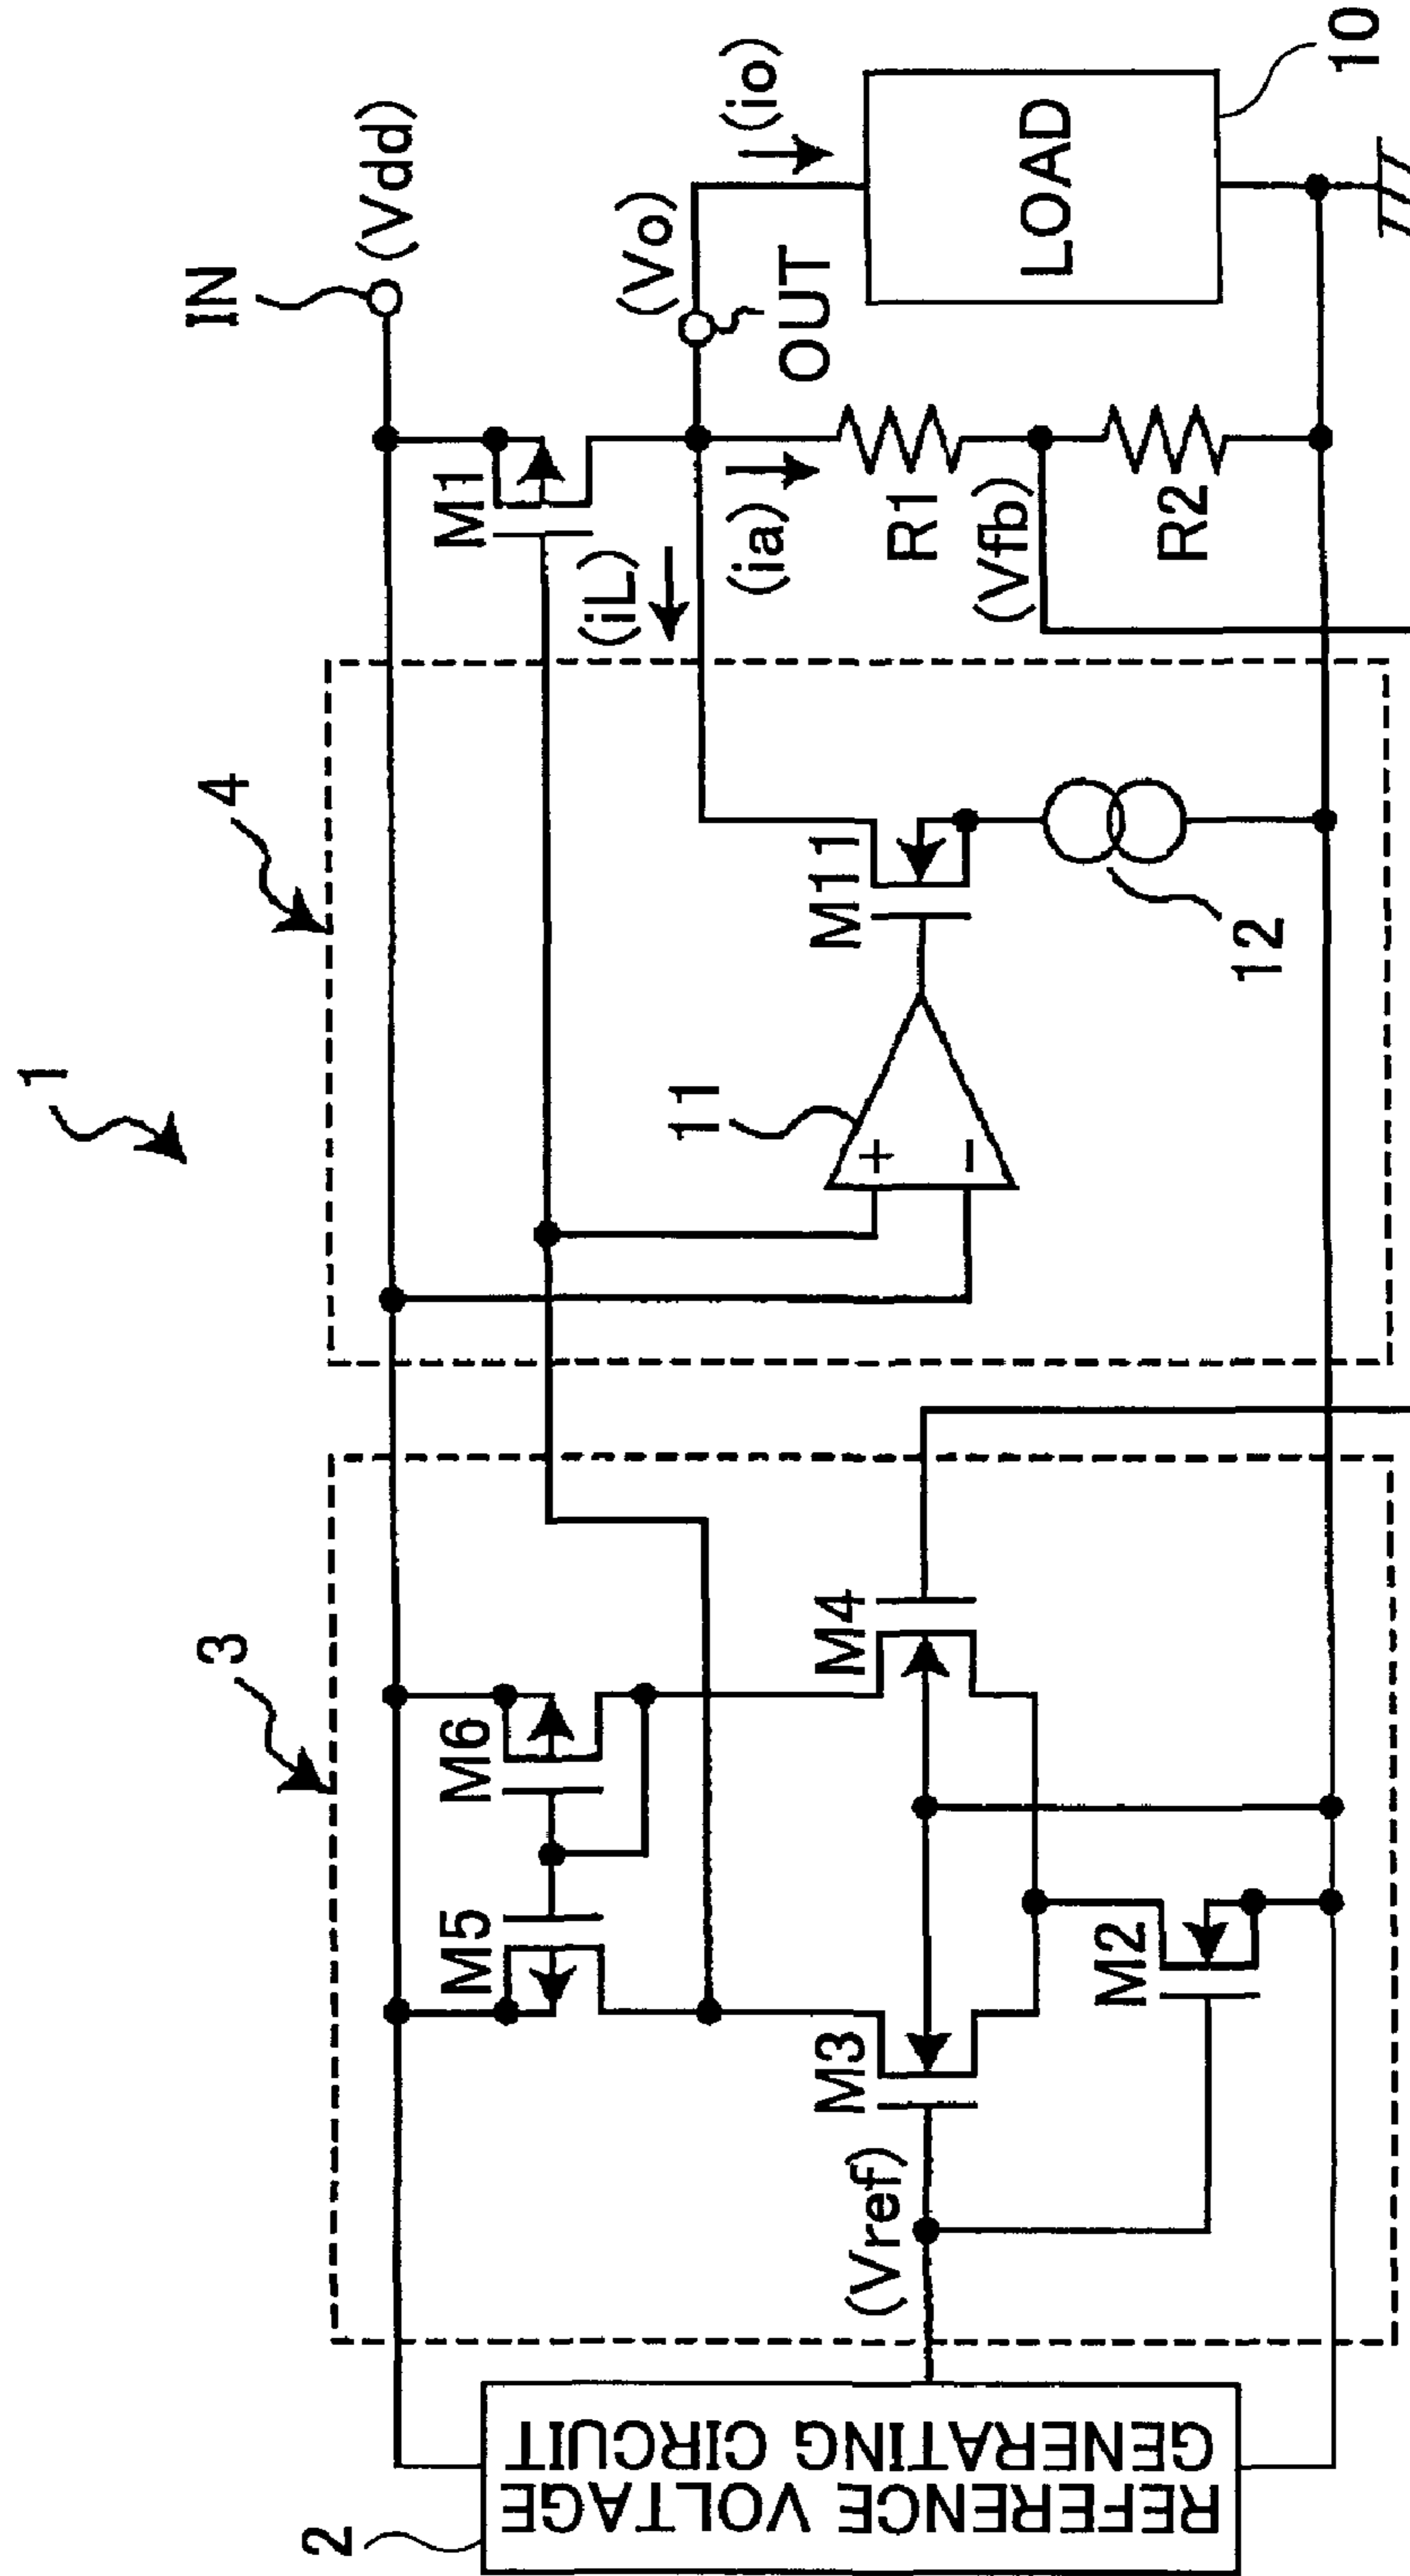 1
2
REFERENCE VOLTAGE
GENERATING CIRCUIT
3
M5
M6
(Vref)
M3
M4
M2
4
11
+
-
M11
12
IN
(Vdd)
M1
(iL)
(Vo)
OUT
(io)
(ia)
R1
(Vfb)
R2
LOAD
10